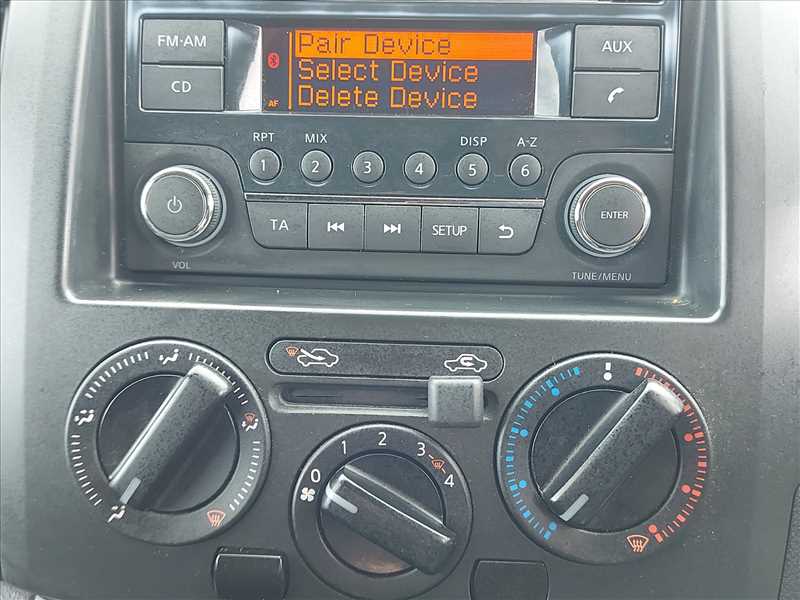 FM·AM
Pair Device
AUX
CD
Select Device
AF
Delete Device
RPT MIX DISP A-Z
1 2 3 4 5 6
TA SETUP ENTER
VOL TUNE/MENU
0 1 2 3 4